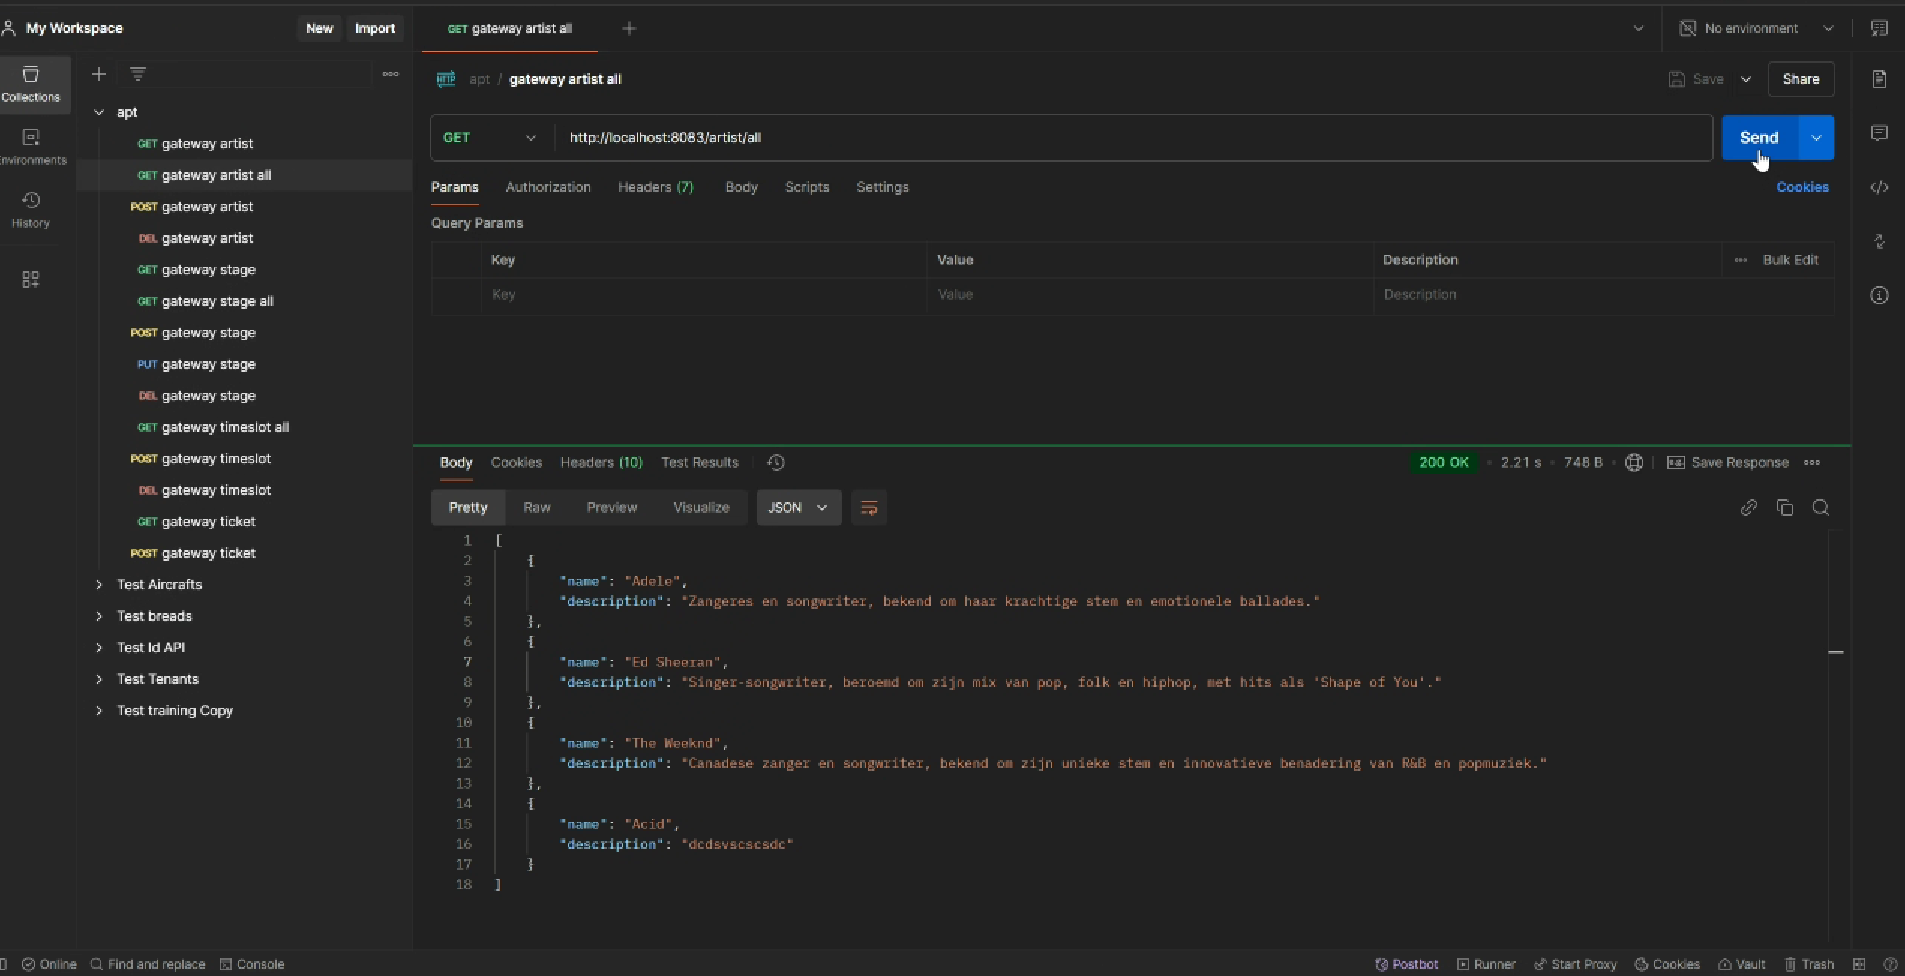 My Workspace
New
Import
GET gateway artist all
No environment
Collections
Environments
History
apt
GET gateway artist
GET gateway artist all
POST gateway artist
DEL gateway artist
GET gateway stage
GET gateway stage all
POST gateway stage
PUT gateway stage
DEL gateway stage
GET gateway timeslot all
POST gateway timeslot
DEL gateway timeslot
GET gateway ticket
POST gateway ticket
Test Aircrafts
Test breads
Test Id API
Test Tenants
Test training Copy
HTTP apt / gateway artist all
Save
Share
GET http://localhost:8083/artist/all
Send
Params Authorization Headers (7) Body Scripts Settings
Cookies
Query Params
Key Value Description Bulk Edit
Key Value Description
Body Cookies Headers (10) Test Results
200 OK 2.21 s 748 B Save Response
Pretty Raw Preview Visualize JSON
1 [
2 {
3 "name": "Adele",
4 "description": "Zangeres en songwriter, bekend om haar krachtige stem en emotionele ballades."
5 },
6 {
7 "name": "Ed Sheeran",
8 "description": "Singer-songwriter, beroemd om zijn mix van pop, folk en hiphop, met hits als 'Shape of You'."
9 },
10 {
11 "name": "The Weeknd",
12 "description": "Canadese zanger en songwriter, bekend om zijn unieke stem en innovatieve benadering van R&B en popmuziek."
13 },
14 {
15 "name": "Acid",
16 "description": "dcdsvscscsdc"
17 }
18 ]
Online Find and replace Console
Postbot Runner Start Proxy Cookies Vault Trash